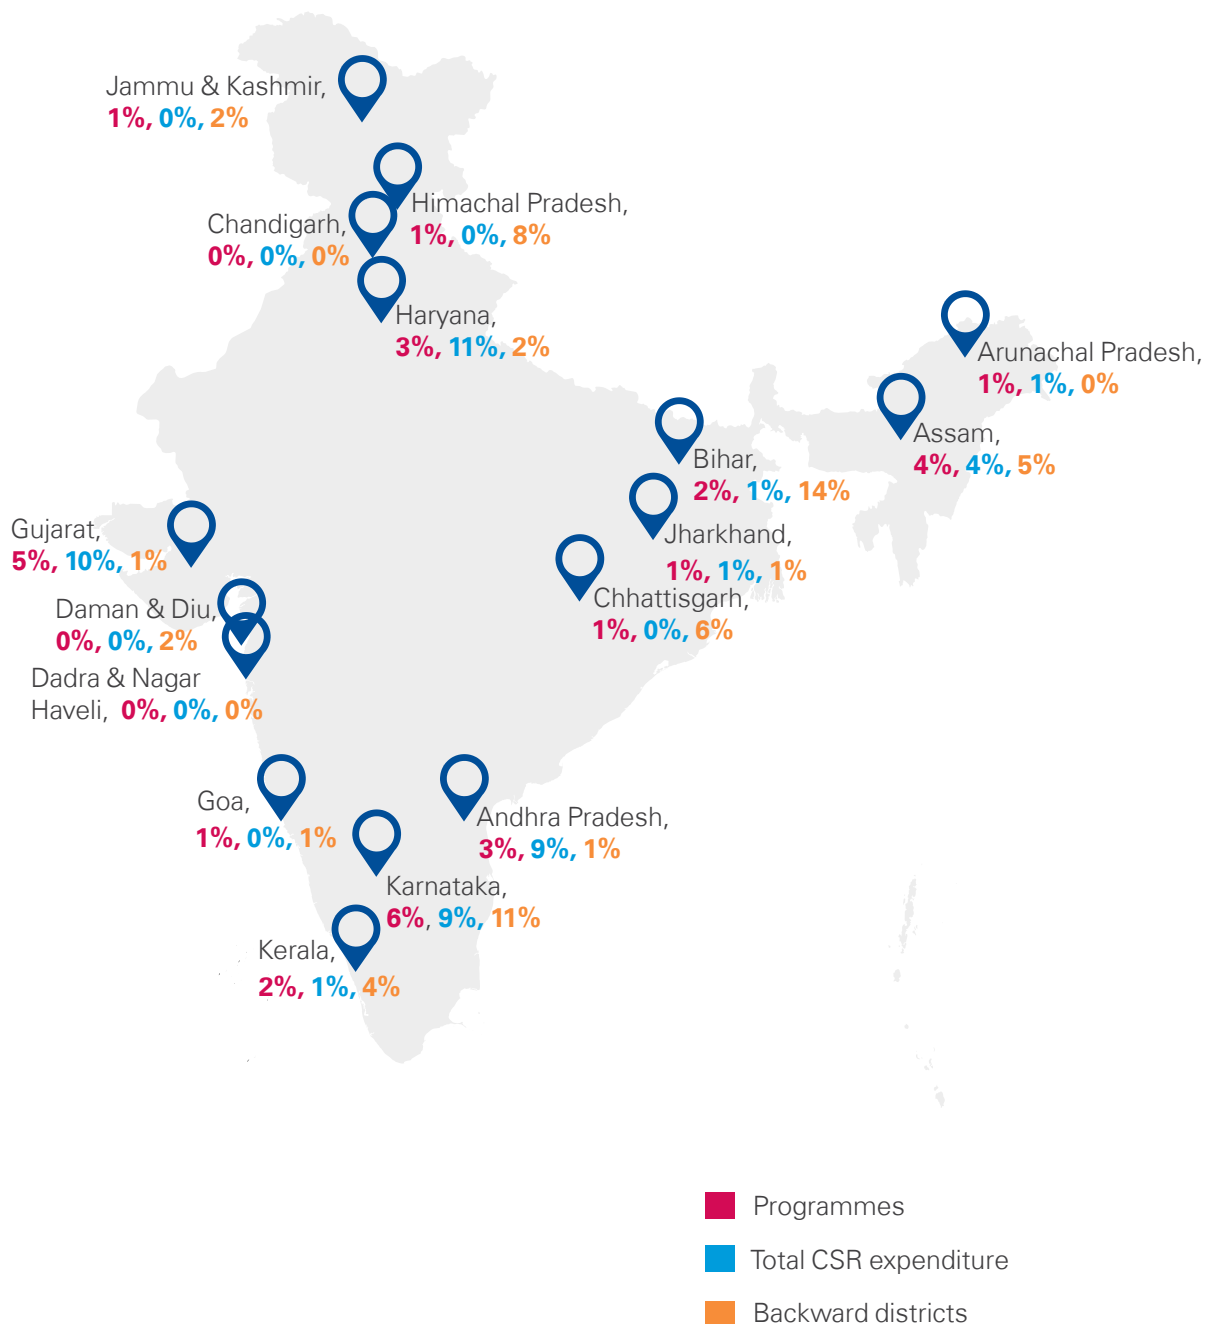 Jammu & Kashmir,
1%, 0%, 2%
Himachal Pradesh,
1%, 0%, 8%
Chandigarh,
0%, 0%, 0%
Haryana,
3%, 11%, 2%
Arunachal Pradesh,
1%, 1%, 0%
Assam,
4%, 4%, 5%
Bihar,
2%, 1%, 14%
Jharkhand,
1%, 1%, 1%
Chhattisgarh,
1%, 0%, 6%
Gujarat,
5%, 10%, 1%
Daman & Diu,
0%, 0%, 2%
Dadra & Nagar
Haveli, 0%, 0%, 0%
Goa,
1%, 0%, 1%
Andhra Pradesh,
3%, 9%, 1%
Karnataka,
6%, 9%, 11%
Kerala,
2%, 1%, 4%
Programmes
Total CSR expenditure
Backward districts